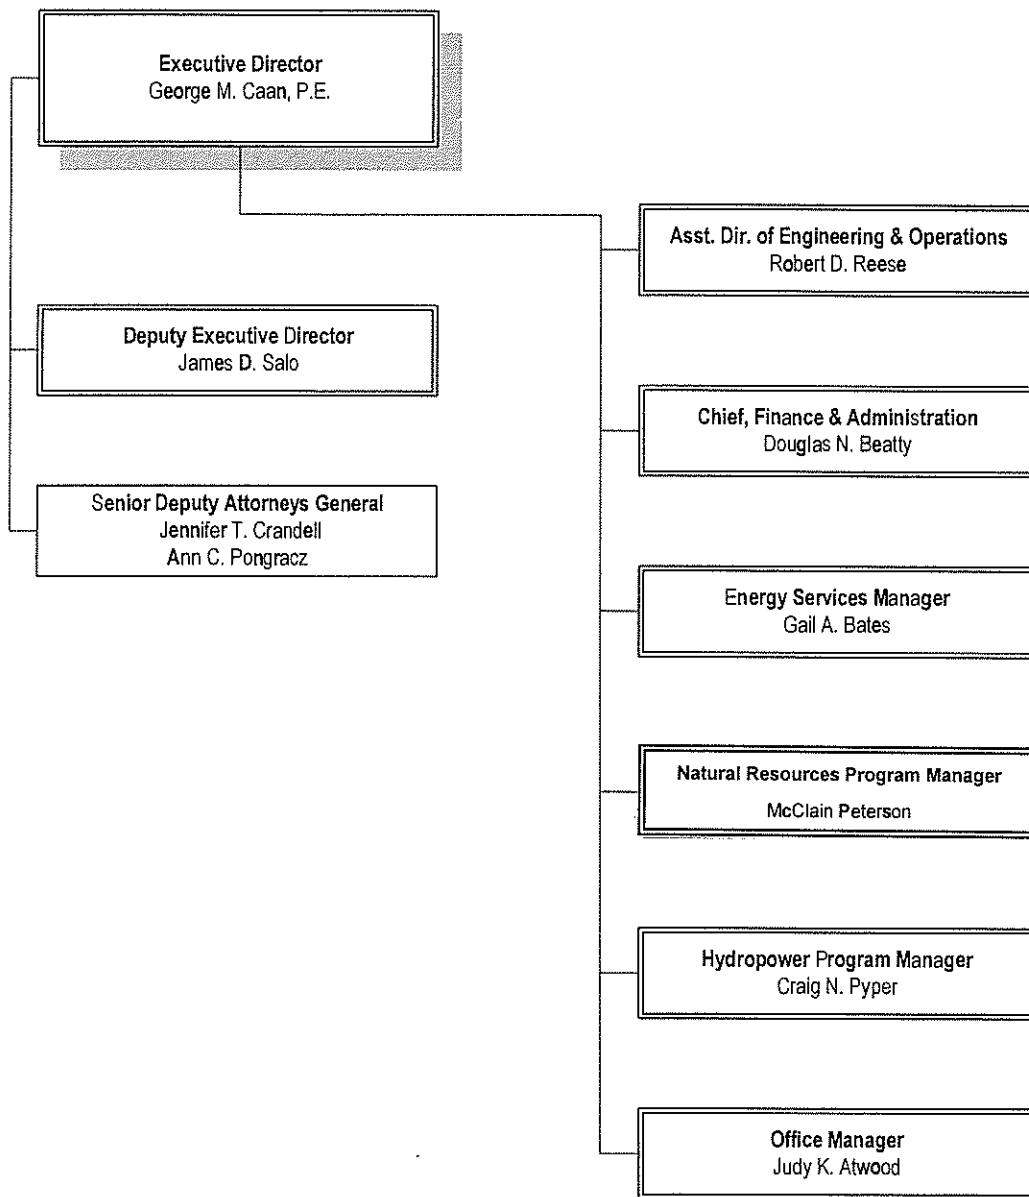 Executive Director
George M. Caan, P.E.
Deputy Executive Director
James D. Salo
Senior Deputy Attorneys General
Jennifer T. Crandell
Ann C. Pongracz
Asst. Dir. of Engineering & Operations
Robert D. Reese
Chief, Finance & Administration
Douglas N. Beatty
Energy Services Manager
Gail A. Bates
Natural Resources Program Manager
McClain Peterson
Hydropower Program Manager
Craig N. Pyper
Office Manager
Judy K. Atwood